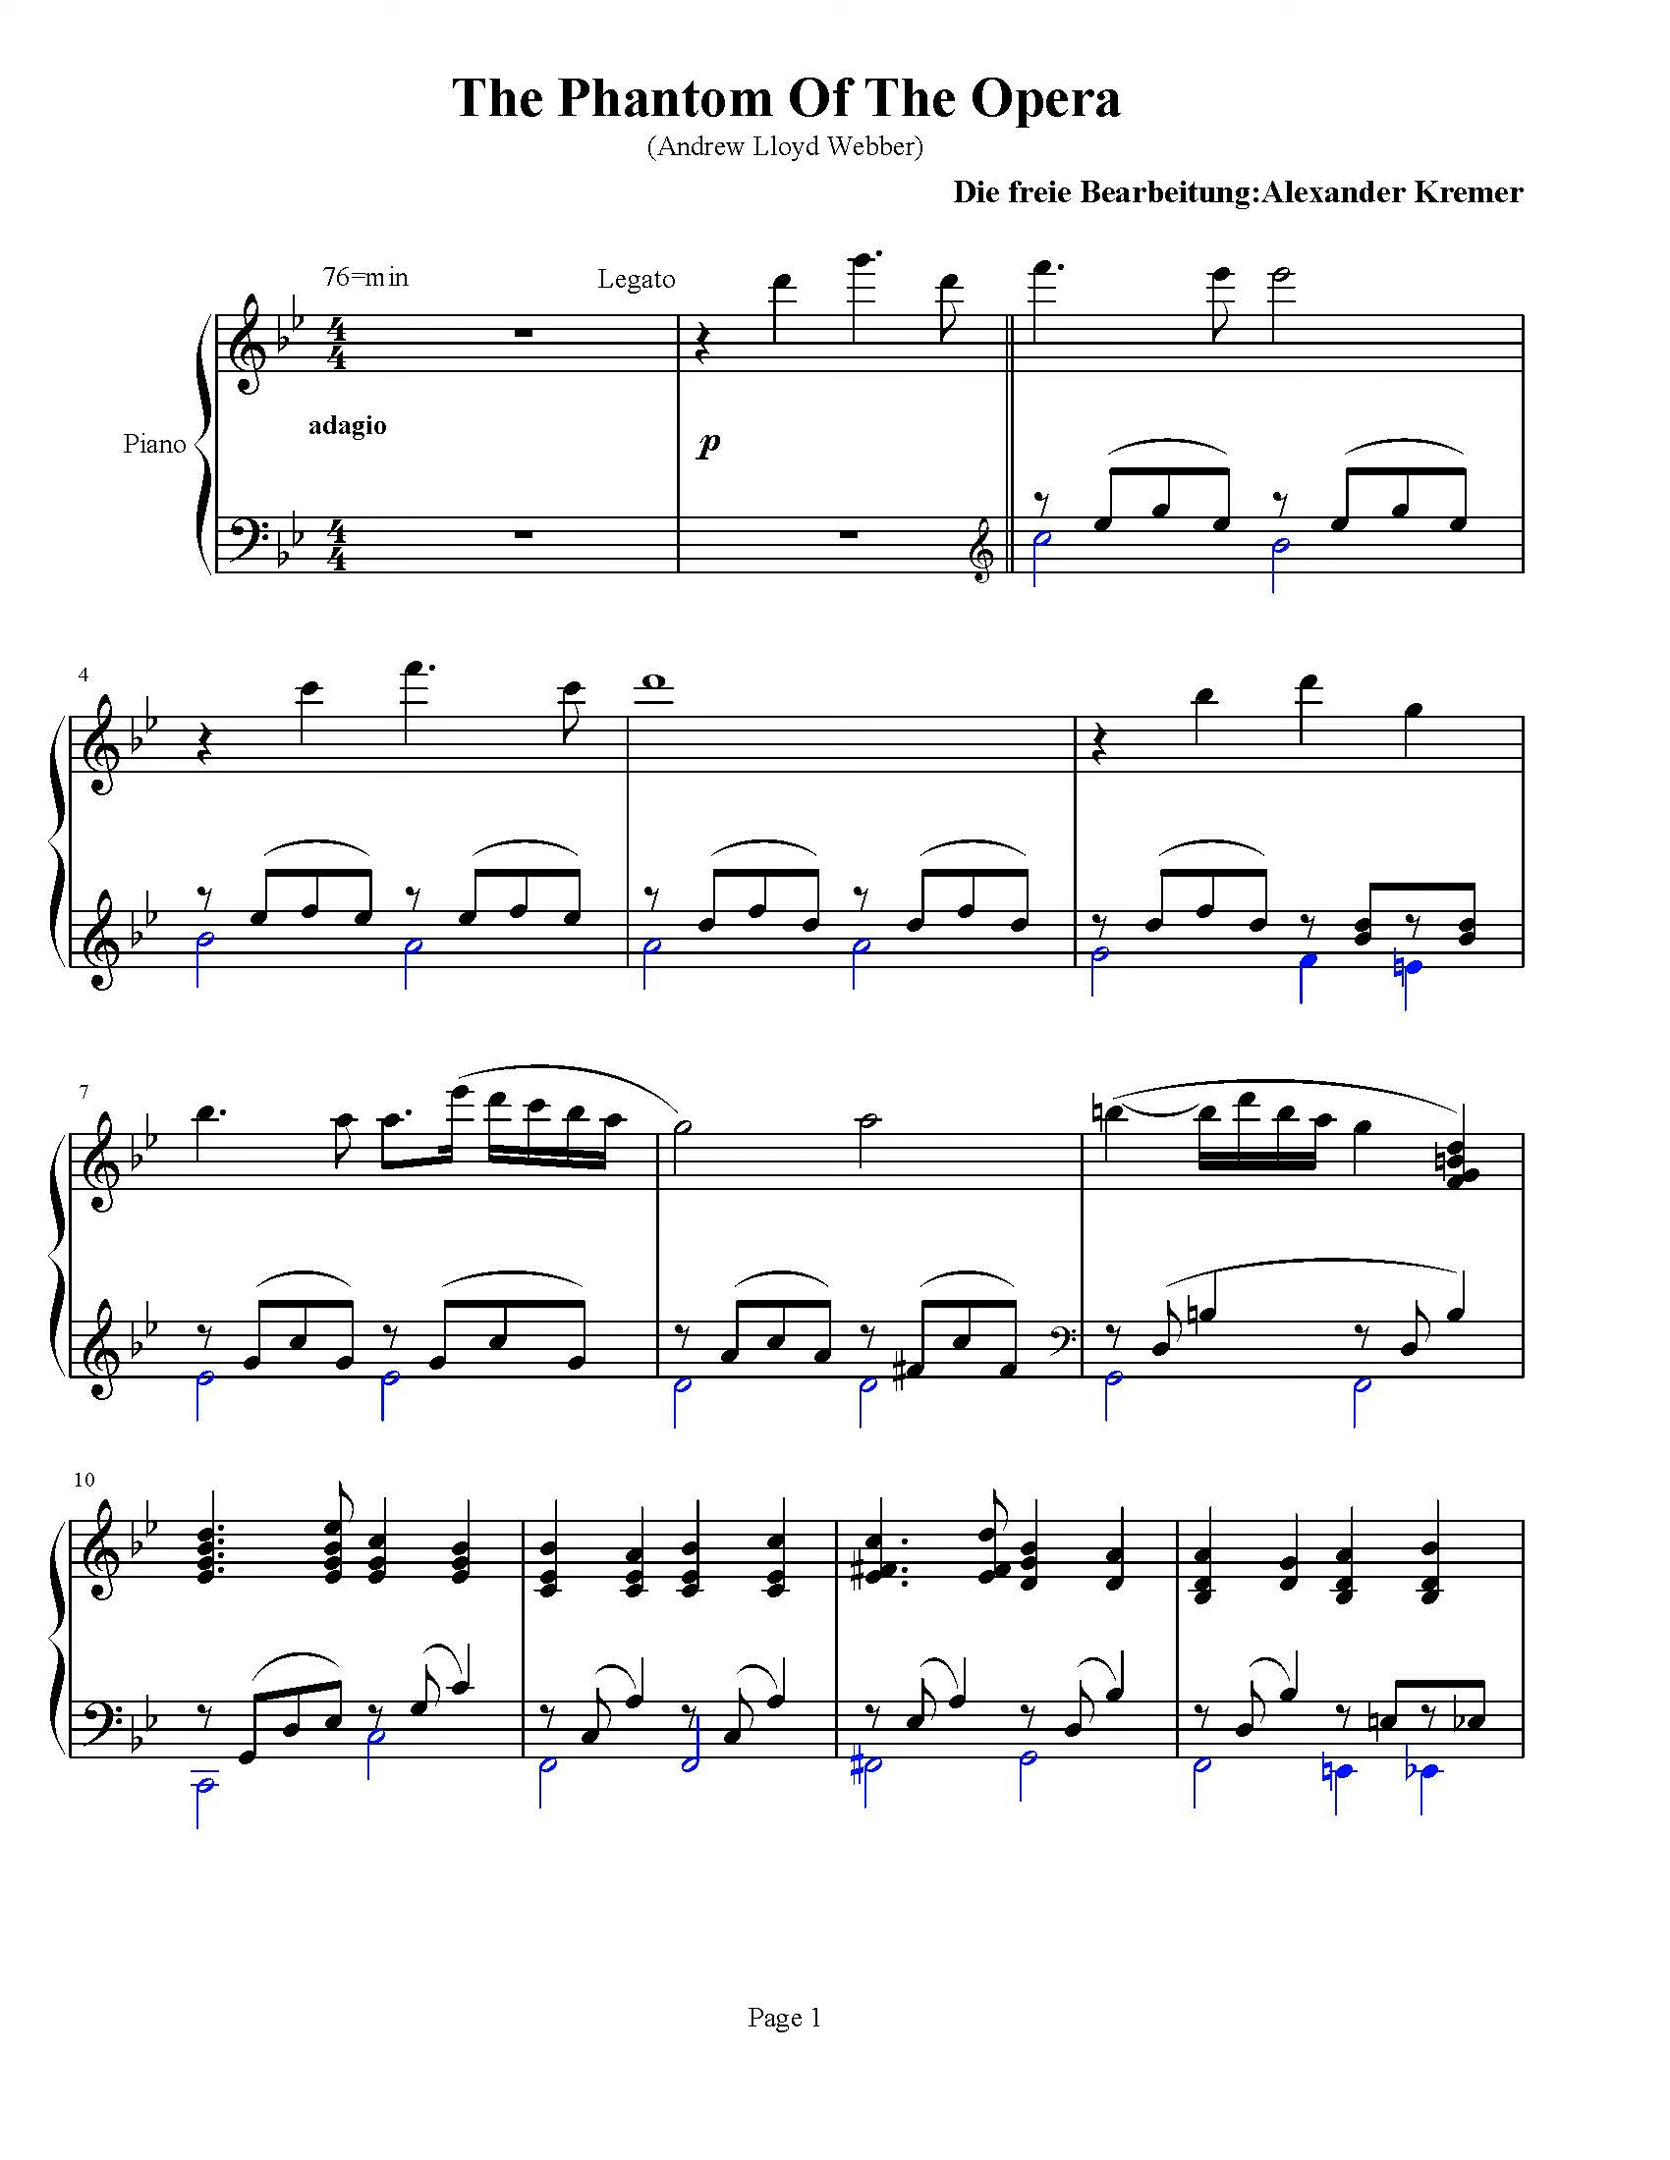 The Phantom Of The Opera
(Andrew Lloyd Webber)
Die freie Bearbeitung:Alexander Kremer
76=min
Legato
adagio
Piano
p
4
7
10
Page 1